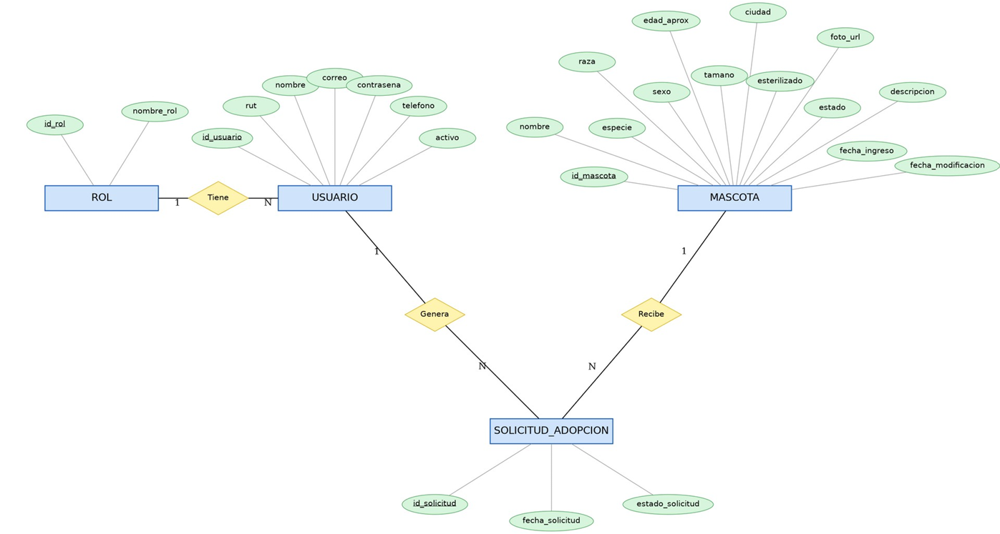 ciudad
edad_aprox
foto_url
raza
tamano
correo
esterilizado
nombre
contrasena
descripcion
sexo
rut
telefono
estado
nombre_rol
id_rol
nombre
especie
id_usuario
activo
fecha_ingreso
fecha_modificacion
id_mascota
ROL
1
Tiene
N
USUARIO
MASCOTA
1
1
Genera
Recibe
N
N
SOLICITUD_ADOPCION
id_solicitud
estado_solicitud
fecha_solicitud